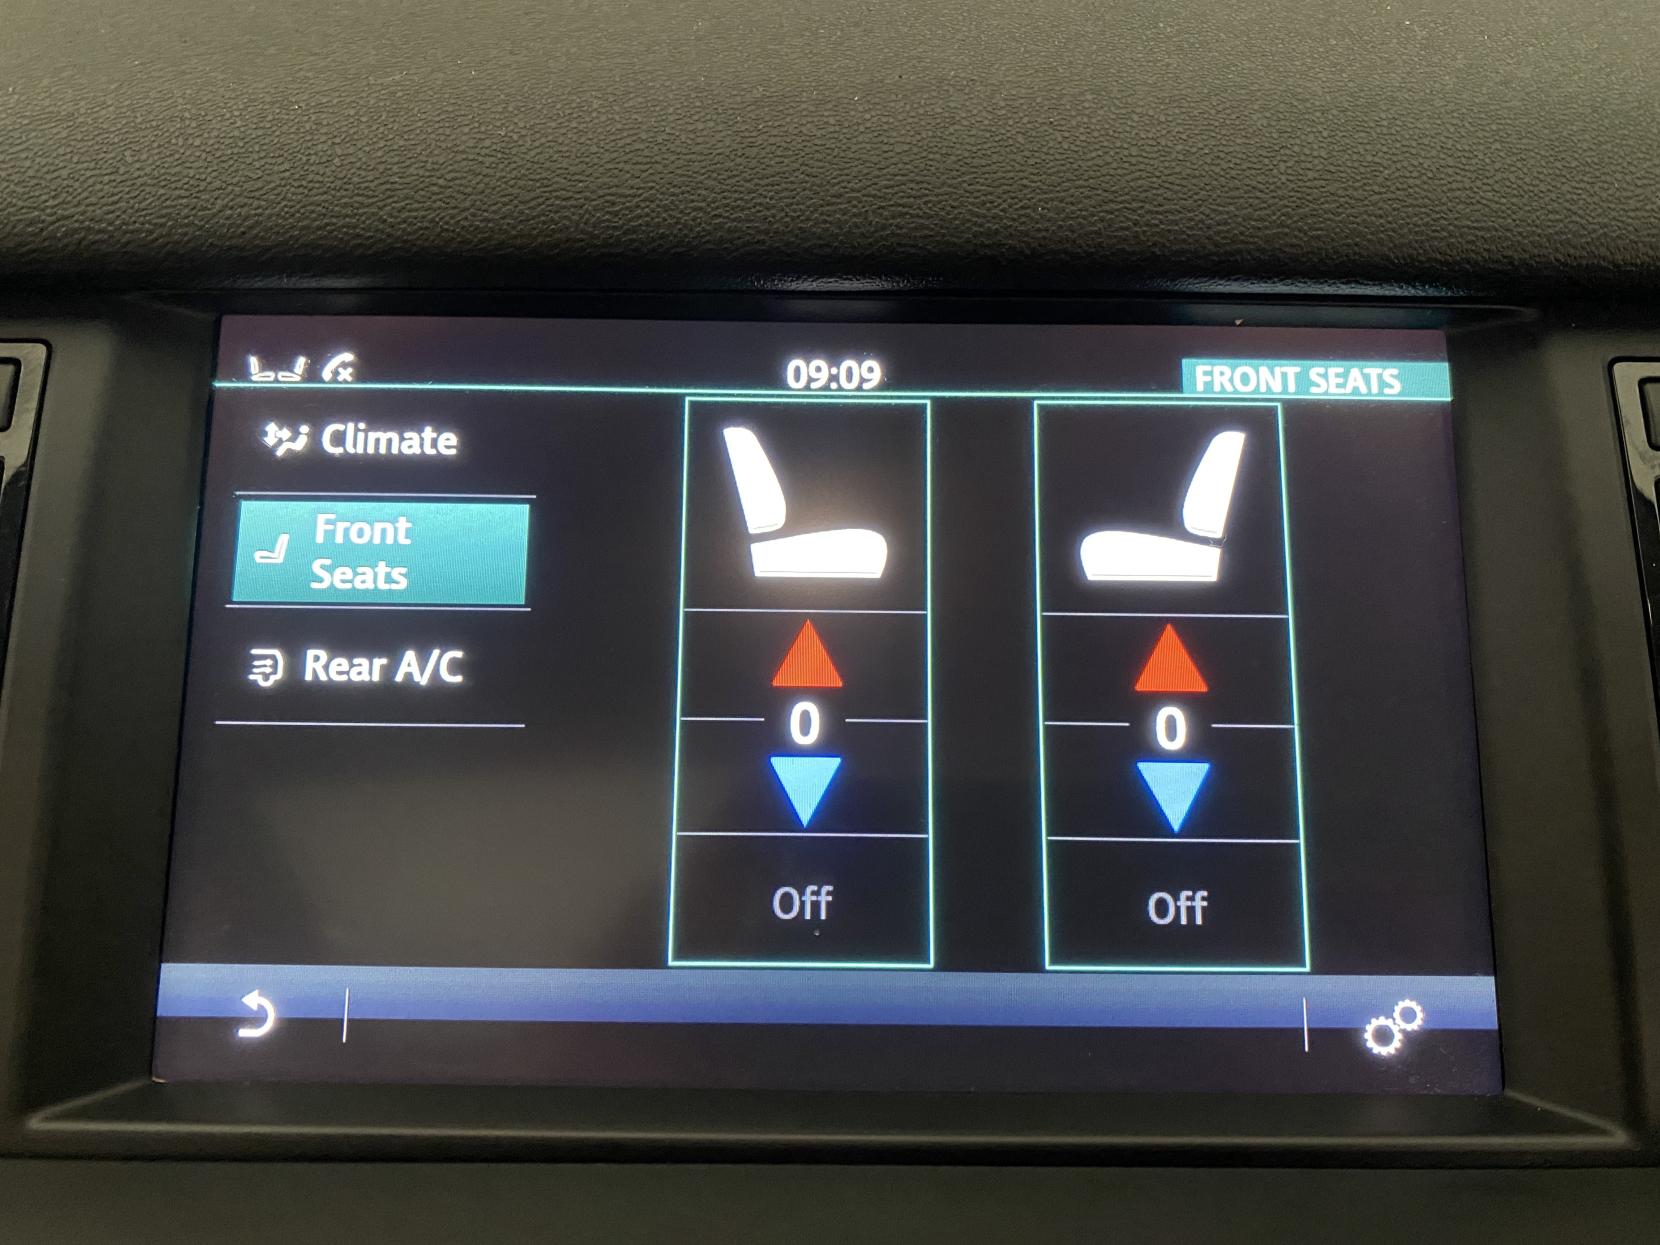 09:09
FRONT SEATS
Climate
Front
Seats
Rear A/C
0
0
Off
Off